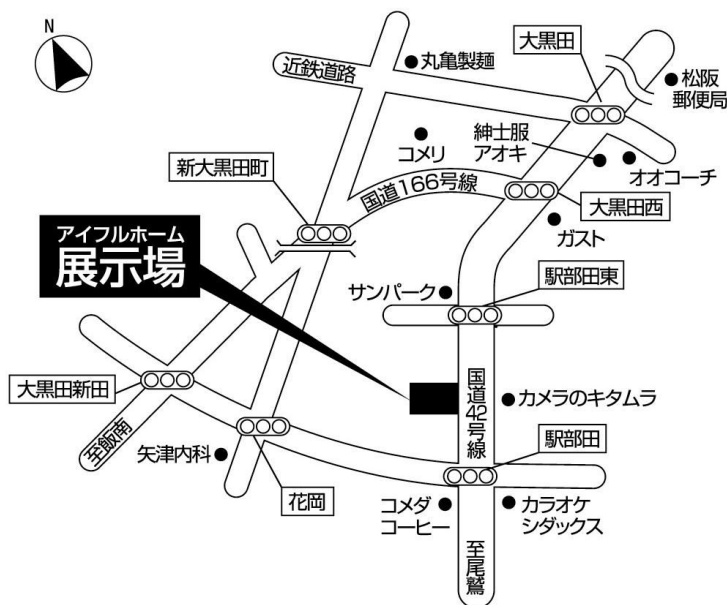 N
近鉄道路
丸亀製麺
大黒田
松阪
郵便局
紳士服
アオキ
コメリ
オオコーチ
新大黒田町
国道166号線
大黒田西
ガスト
アイフルホーム
展示場
サンパーク
駅部田東
大黒田新田
国道42号線
カメラのキタムラ
至飯南
矢津内科
駅部田
花岡
コメダ
コーヒー
カラオケ
シダックス
至尾鷲